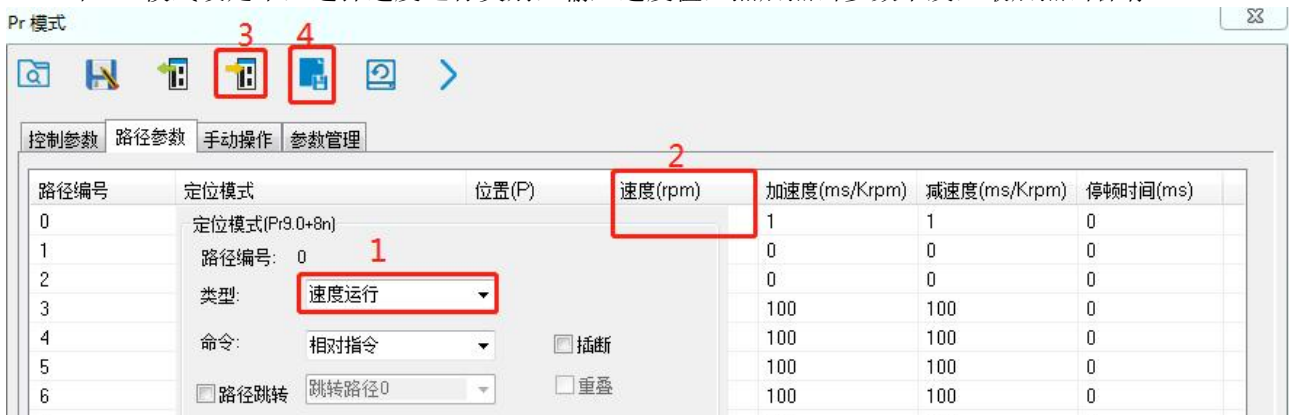 Pr 模式
3
4
控制参数 路径参数 手动操作 参数管理
2
路径编号 定位模式 位置(P) 速度(rpm) 加速度(ms/Krpm) 减速度(ms/Krpm) 停顿时间(ms)
0 定位模式(Pr9.0+8n) 1 1 0
1 路径编号: 0 1 0 0 0
2 类型: 速度运行 0 0 0
3 100 100 0
4 命令: 相对指令 插断 100 100 0
5 100 100 0
6 路径跳转 跳转路径0 重叠 100 100 0